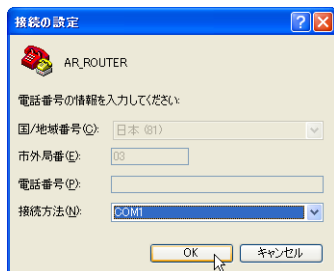 接続の設定
AR_ROUTER
電話番号の情報を入力してください:
国/地域番号(C): 日本 (81)
市外局番(E): 03
電話番号(P):
接続方法(N): COM1
OK キャンセル